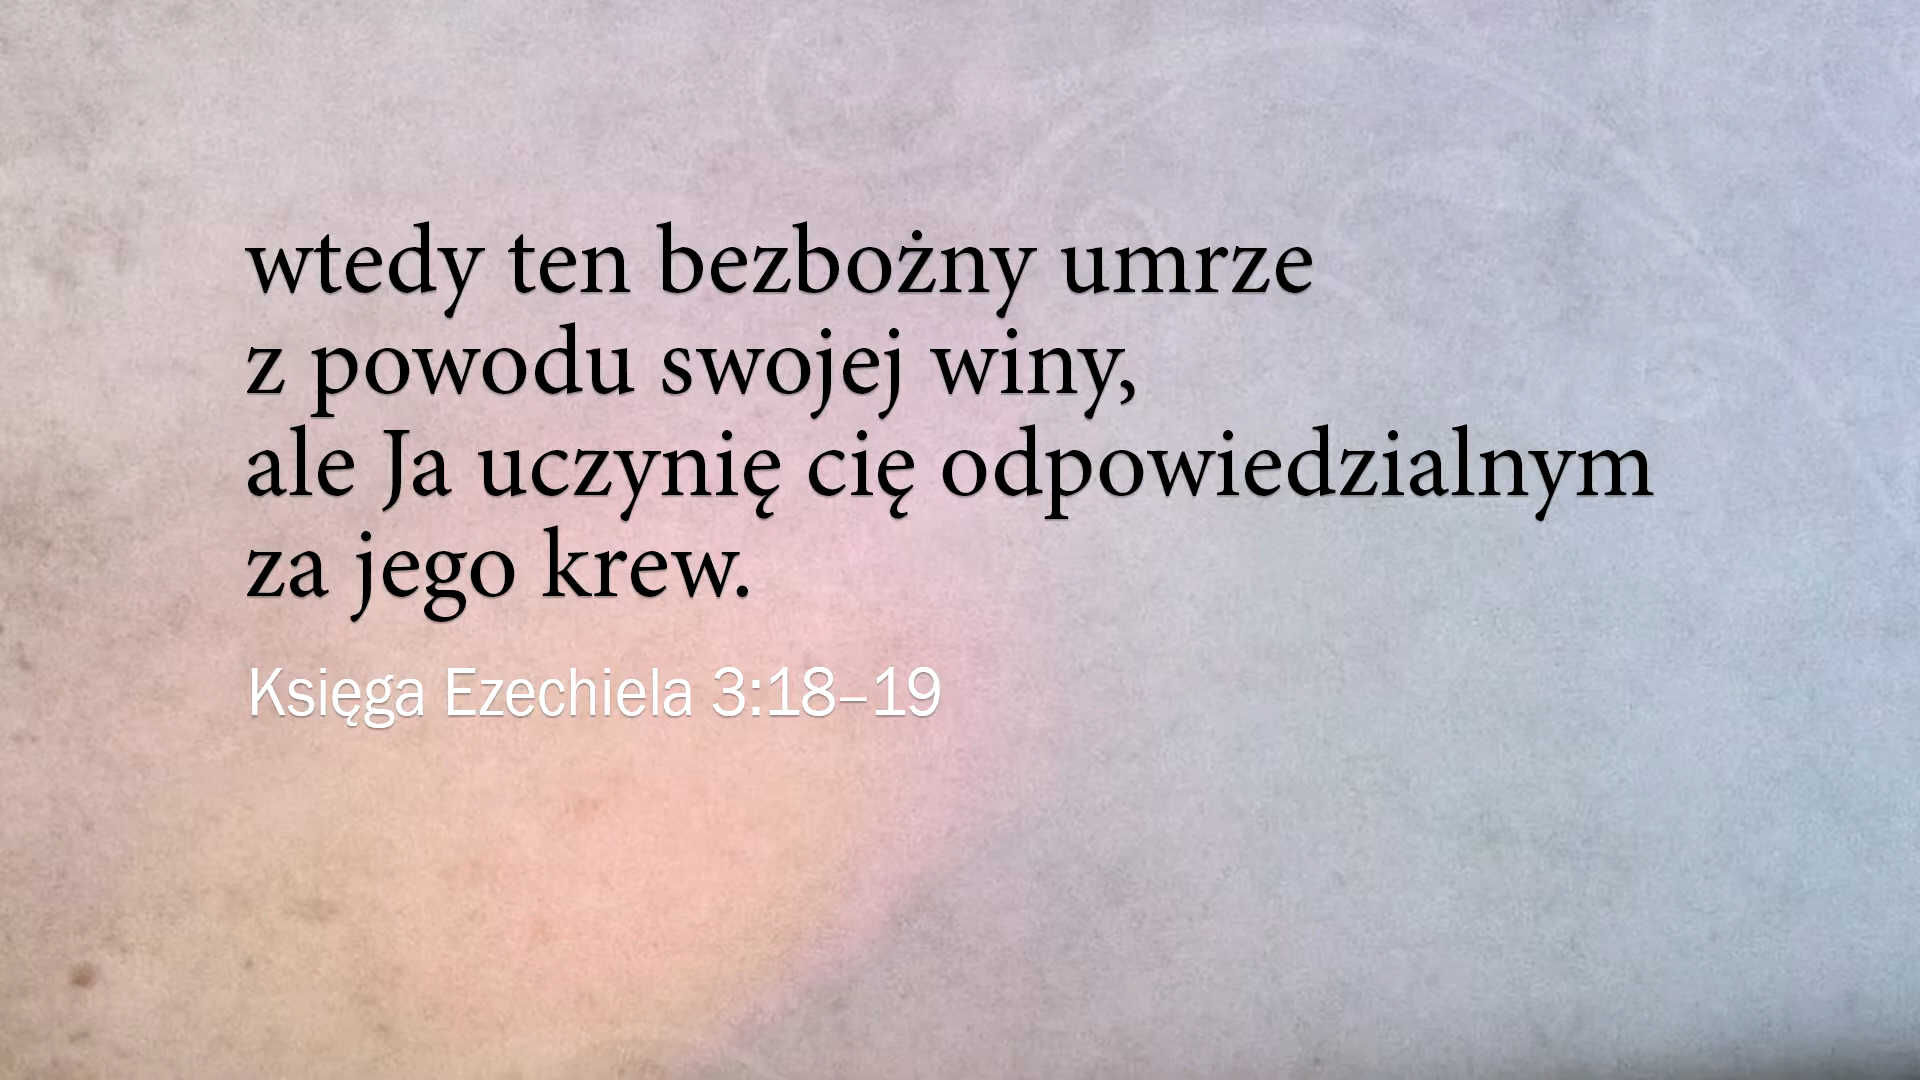 wtedy ten bezbożny umrze
z powodu swojej winy,
ale Ja uczynię cię odpowiedzialnym
za jego krew.
Księga Ezechiela 3:18–19